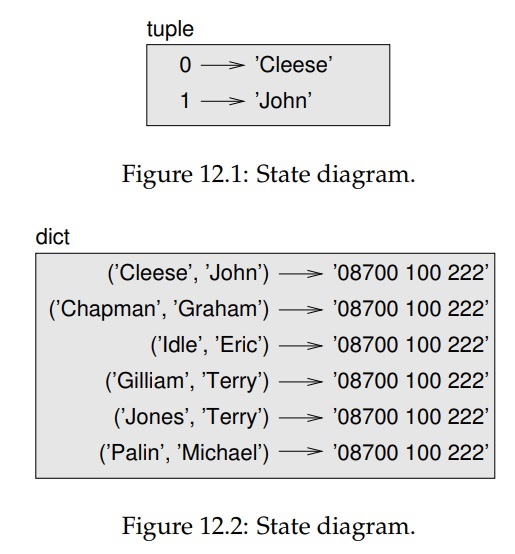 tuple
0 → ’Cleese’
1 → ’John’
Figure 12.1: State diagram.
dict
(’Cleese’, ’John’) → ’08700 100 222’
(’Chapman’, ’Graham’) → ’08700 100 222’
(’Idle’, ’Eric’) → ’08700 100 222’
(’Gilliam’, ’Terry’) → ’08700 100 222’
(’Jones’, ’Terry’) → ’08700 100 222’
(’Palin’, ’Michael’) → ’08700 100 222’
Figure 12.2: State diagram.